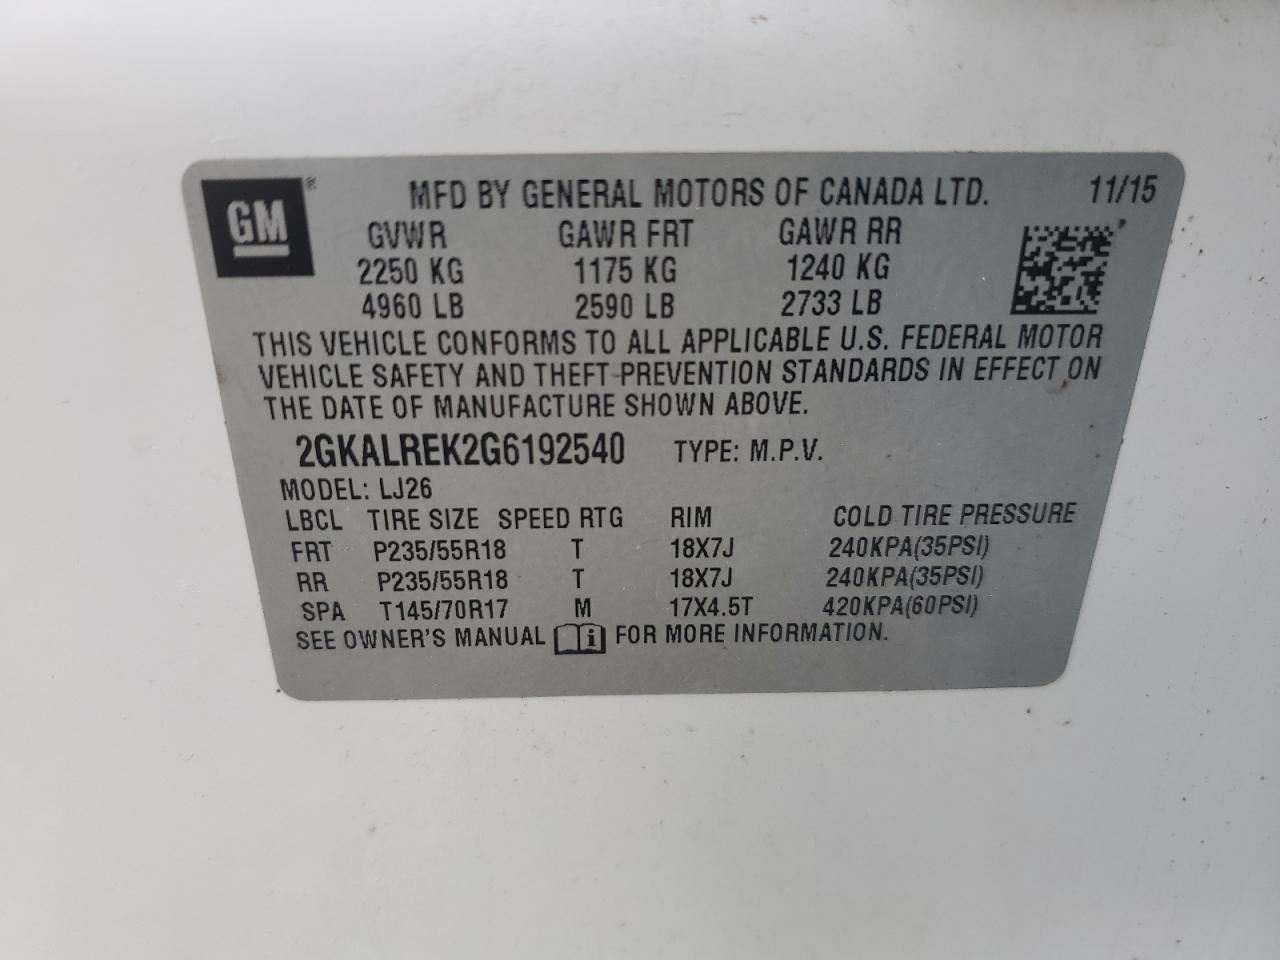 GM® MFD BY GENERAL MOTORS OF CANADA LTD. 11/15
GVWR GAWR FRT GAWR RR
2250 KG 1175 KG 1240 KG
4960 LB 2590 LB 2733 LB
THIS VEHICLE CONFORMS TO ALL APPLICABLE U.S. FEDERAL MOTOR
VEHICLE SAFETY AND THEFT PREVENTION STANDARDS IN EFFECT ON
THE DATE OF MANUFACTURE SHOWN ABOVE.
2GKALREK2G6192540 TYPE: M.P.V.
MODEL: LJ26
LBCL TIRE SIZE SPEED RTG RIM COLD TIRE PRESSURE
FRT P235/55R18 T 18X7J 240KPA(35PSI)
RR P235/55R18 T 18X7J 240KPA(35PSI)
SPA T145/70R17 M 17X4.5T 420KPA(60PSI)
SEE OWNER'S MANUAL i FOR MORE INFORMATION.